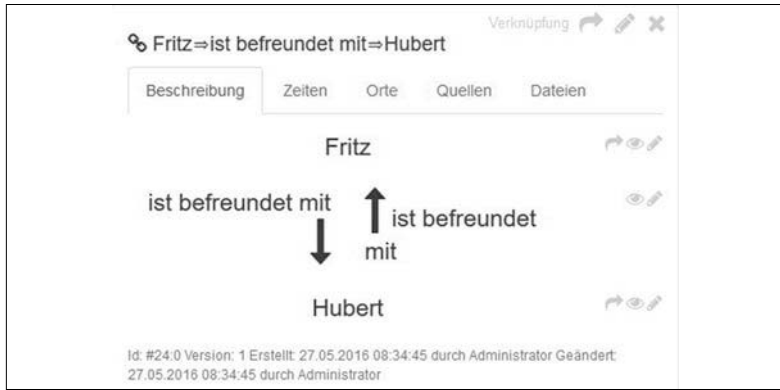 Verknüpfung
Fritz⇒ist befreundet mit⇒Hubert
Beschreibung Zeiten Orte Quellen Dateien
Fritz
ist befreundet mit
ist befreundet
mit
Hubert
Id: #24:0 Version: 1 Erstellt: 27.05.2016 08:34:45 durch Administrator Geändert:
27.05.2016 08:34:45 durch Administrator